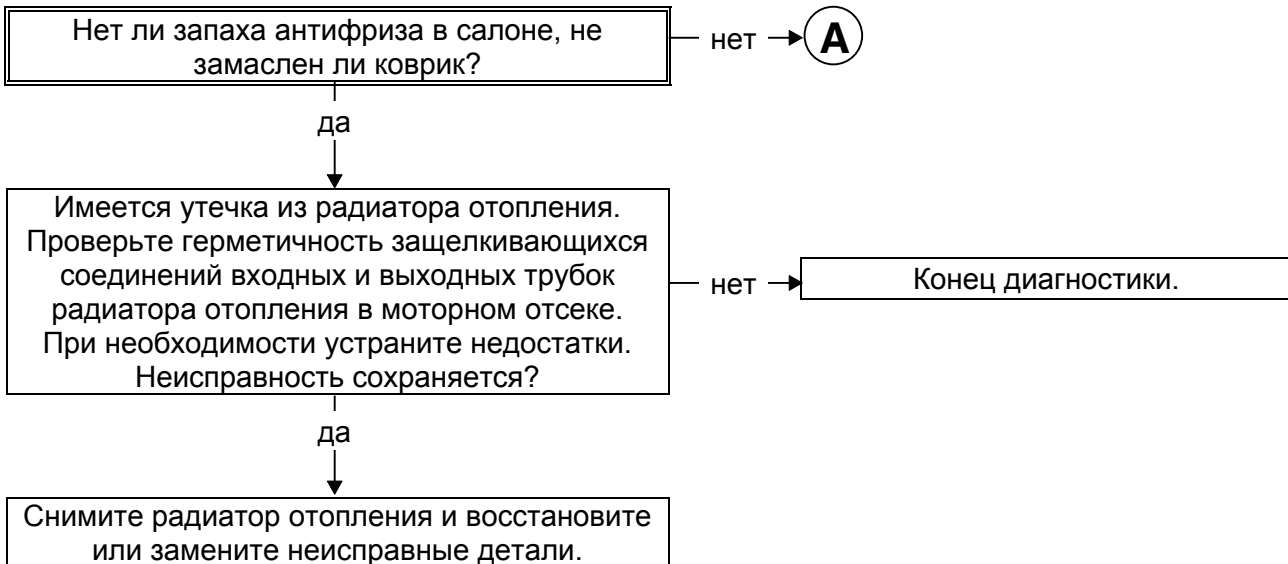 Нет ли запаха антифриза в салоне, не
замаслен ли коврик?
нет
А
да
Имеется утечка из радиатора отопления.
Проверьте герметичность защелкивающихся
соединений входных и выходных трубок
радиатора отопления в моторном отсеке.
При необходимости устраните недостатки.
Неисправность сохраняется?
нет
Конец диагностики.
да
Снимите радиатор отопления и восстановите
или замените неисправные детали.